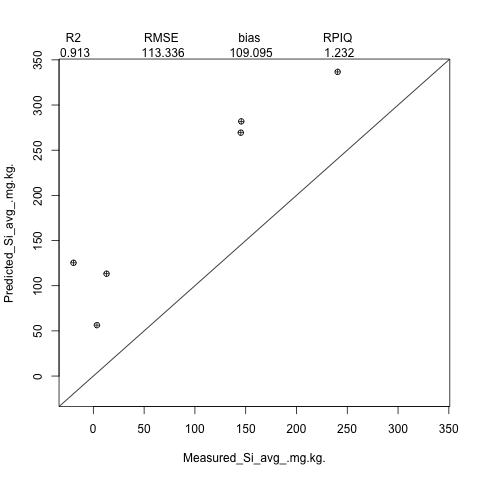 R2 RMSE bias RPIQ
0.913 113.336 109.095 1.232
350
300
250
200
150
100
50
0
Predicted_Si_avg_.mg.kg.
0 50 100 150 200 250 300 350
Measured_Si_avg_.mg.kg.